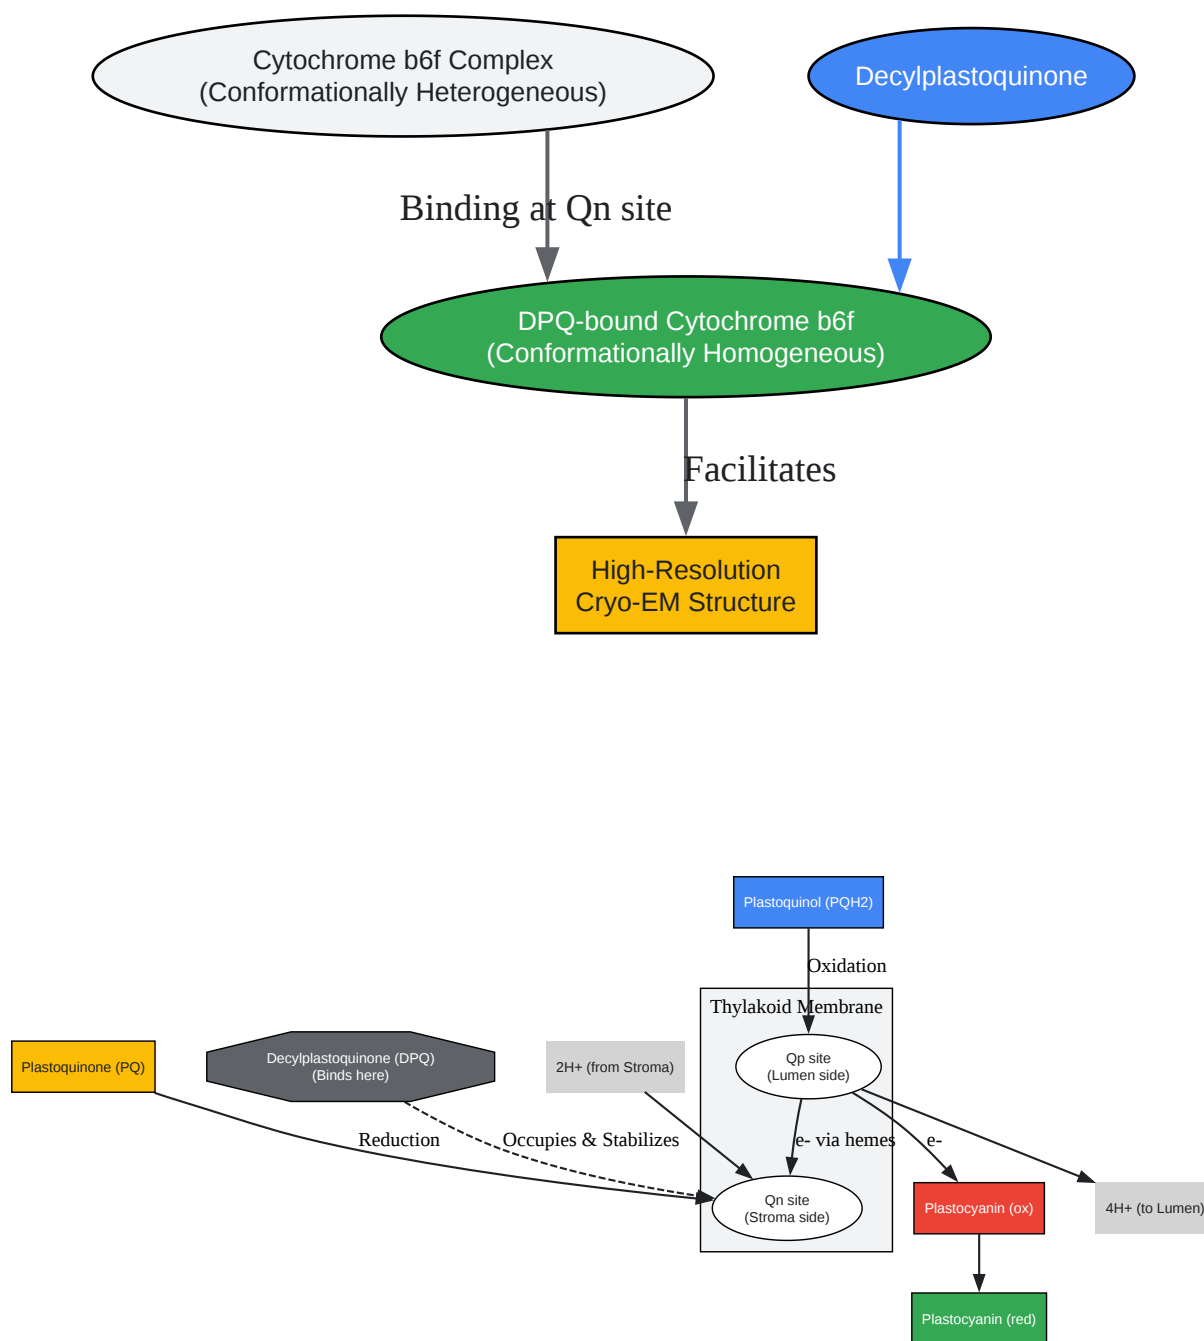 Cytochrome b6f Complex
(Conformationally Heterogeneous)
Decylplastoquinone
Binding at Qn site
DPQ-bound Cytochrome b6f
(Conformationally Homogeneous)
Facilitates
High-Resolution
Cryo-EM Structure
Plastoquinol (PQH2)
Oxidation
Thylakoid Membrane
Plastoquinone (PQ)
Decylplastoquinone (DPQ)
(Binds here)
2H+ (from Stroma)
Qp site
(Lumen side)
Reduction
Occupies & Stabilizes
e- via hemes
e-
Qn site
(Stroma side)
Plastocyanin (ox)
4H+ (to Lumen)
Plastocyanin (red)